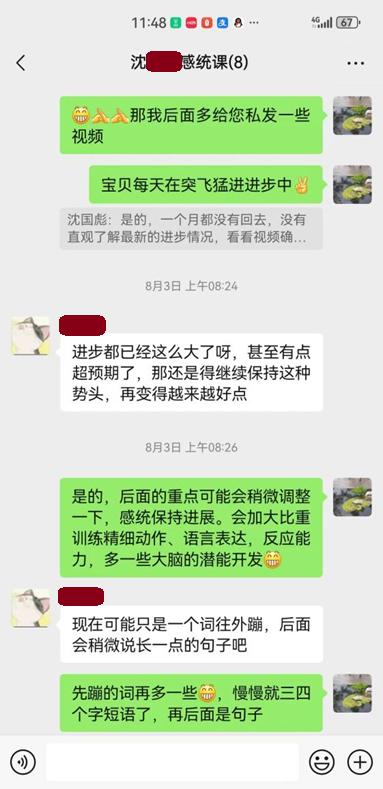 11:48
4G
67
沈
感统课(8)
那我后面多给您私发一些
视频
宝贝每天在突飞猛进进步中
沈国彪：是的，一个月都没有回去，没有
直观了解最新的进步情况，看看视频确...
8月3日 上午08:24
进步都已经这么大了呀，甚至有点
超预期了，那还是得继续保持这种
势头，再变得越来越好点
8月3日 上午08:26
是的，后面的重点可能会稍微调整
一下，感统保持进展。会加大比重
训练精细动作、语言表达，反应能
力，多一些大脑的潜能开发
现在可能只是一个词往外蹦，后面
会稍微说长一点的句子吧
先蹦的词再多一些，慢慢就三四
个字短语了，再后面是句子